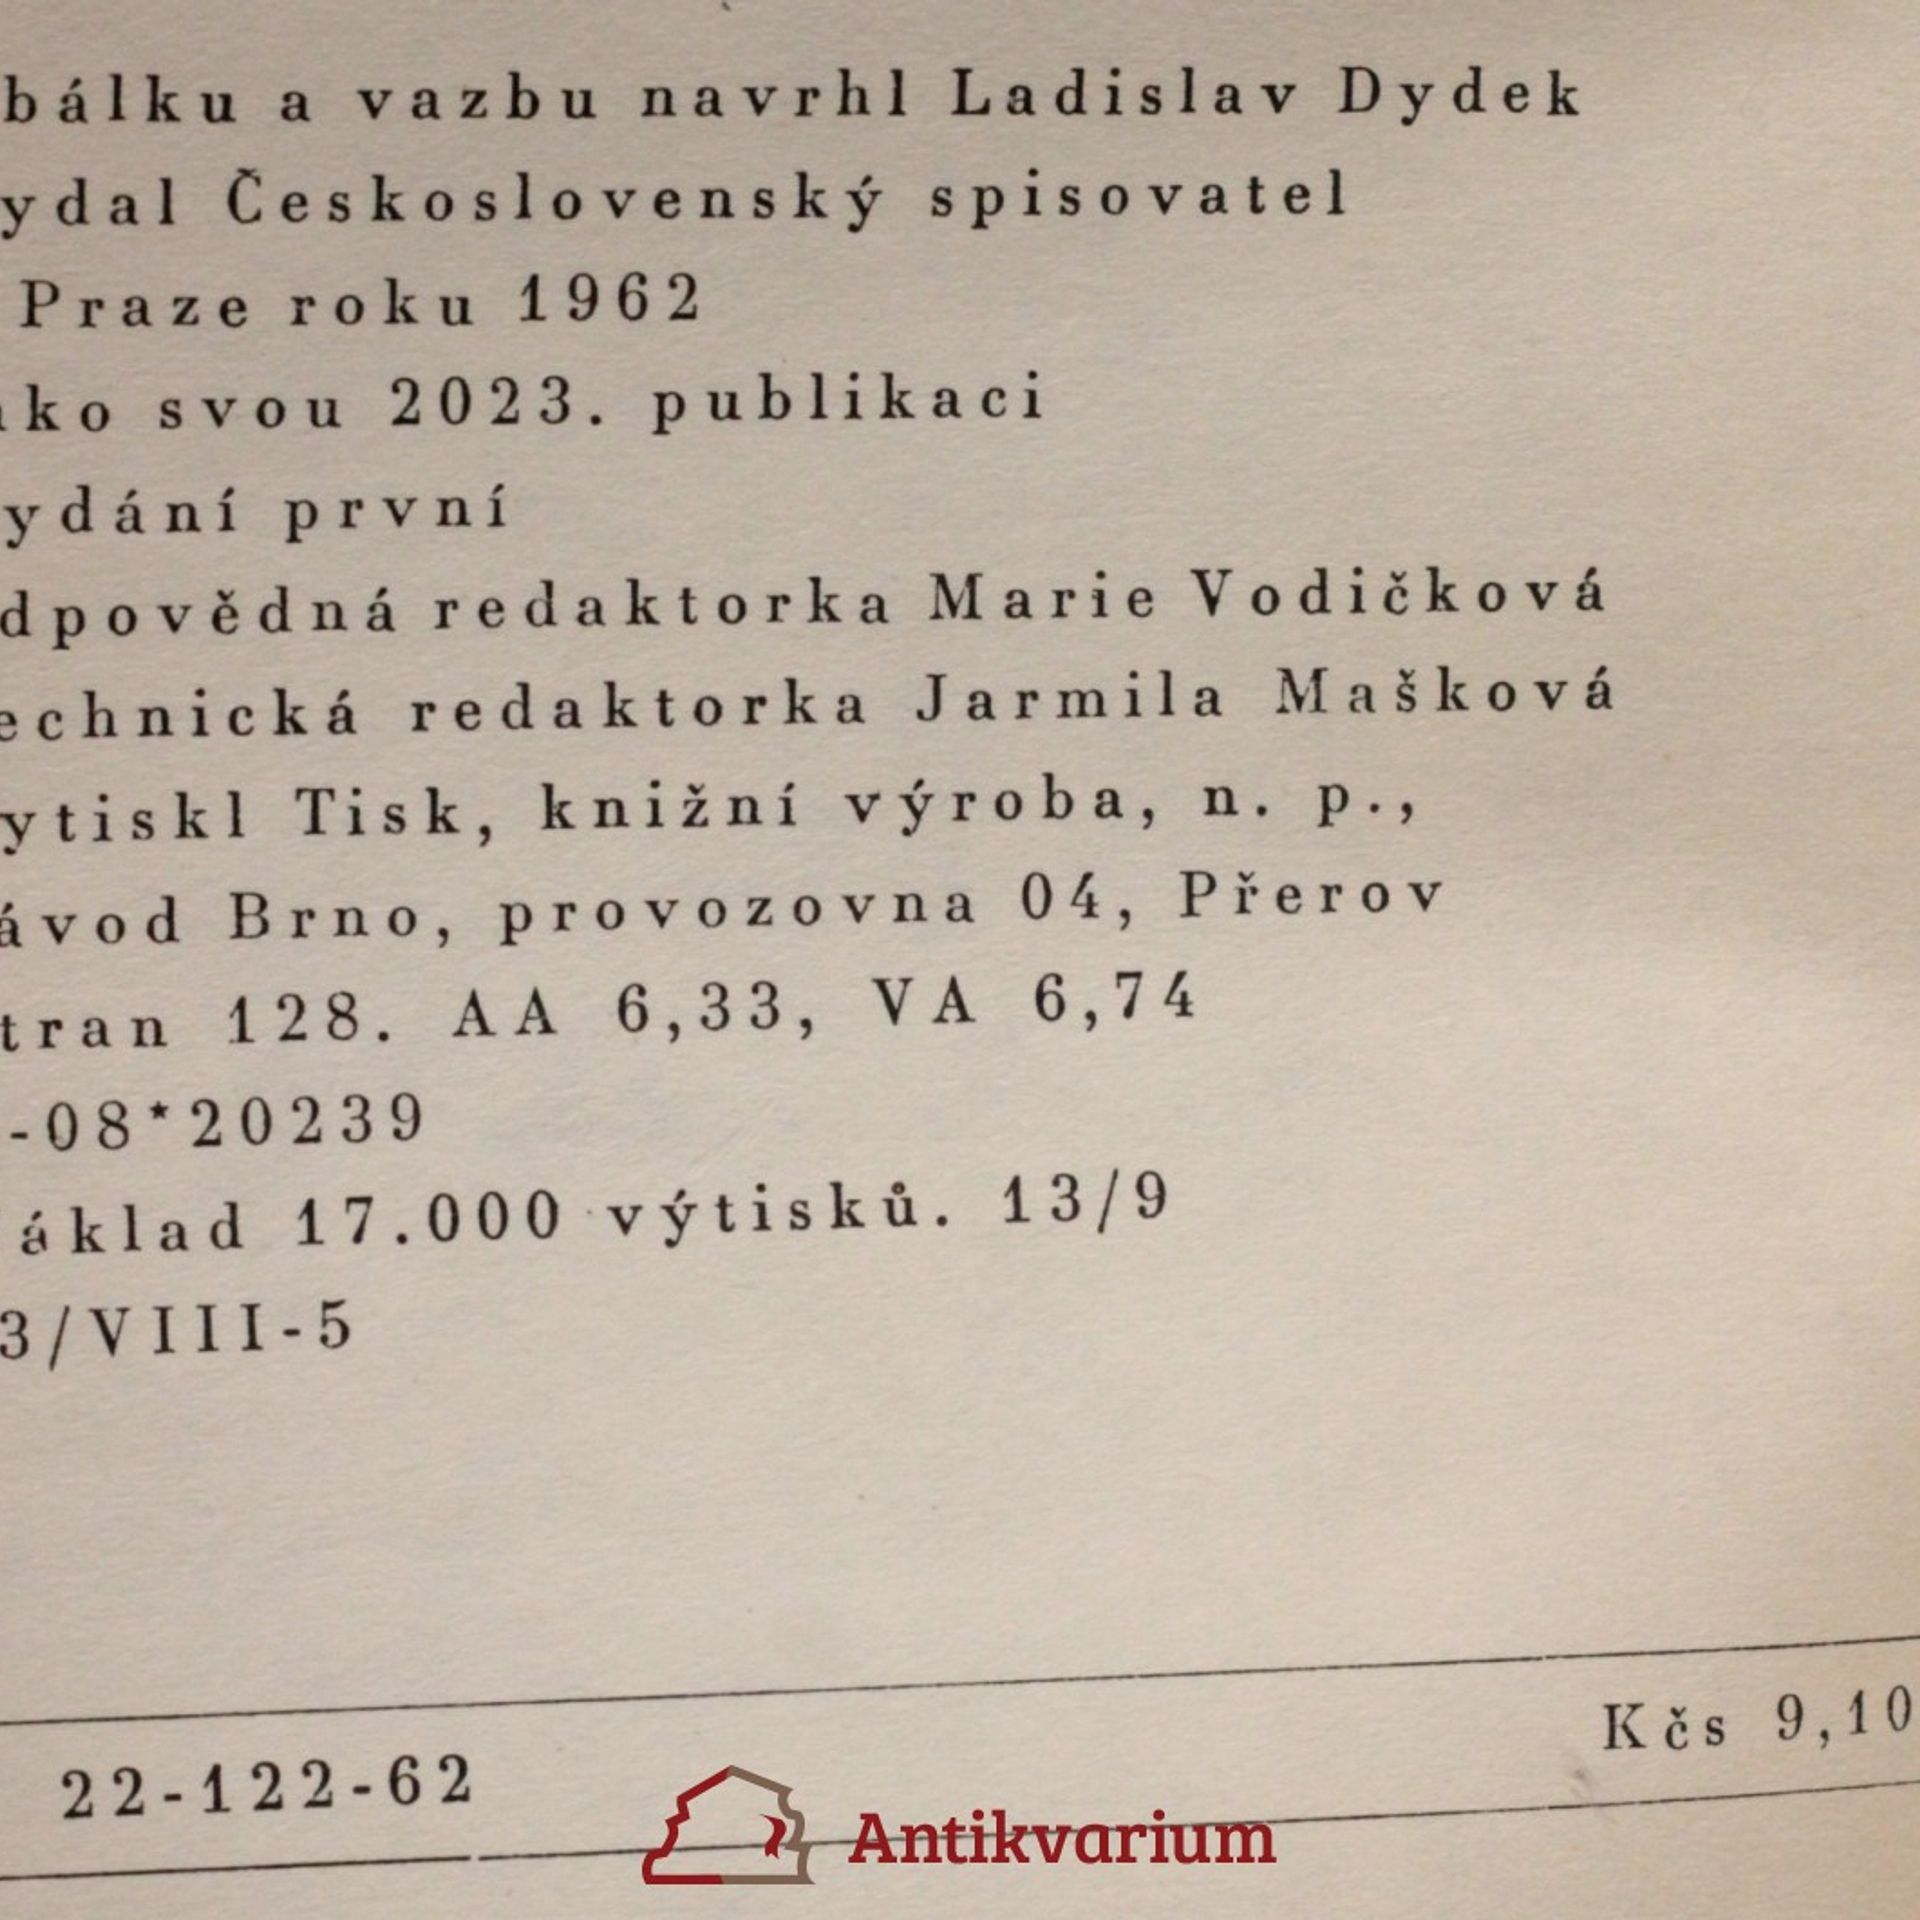 bálku a vazbu navrhl Ladislav Dydek
ydal Československý spisovatel
Praze roku 1962
ko svou 2023. publikaci
ydání první
dpovědná redaktorka Marie Vodičková
echnická redaktorka Jarmila Mašková
ytiskl Tisk, knižní výroba, n. p.,
ávod Brno, provozovna 04, Přerov
tran 128. AA 6,33, VA 6,74
-08*20239
áklad 17.000 výtisků. 13/9
3/VIII-5
22-122-62 Kčs 9,10
Antikvarium